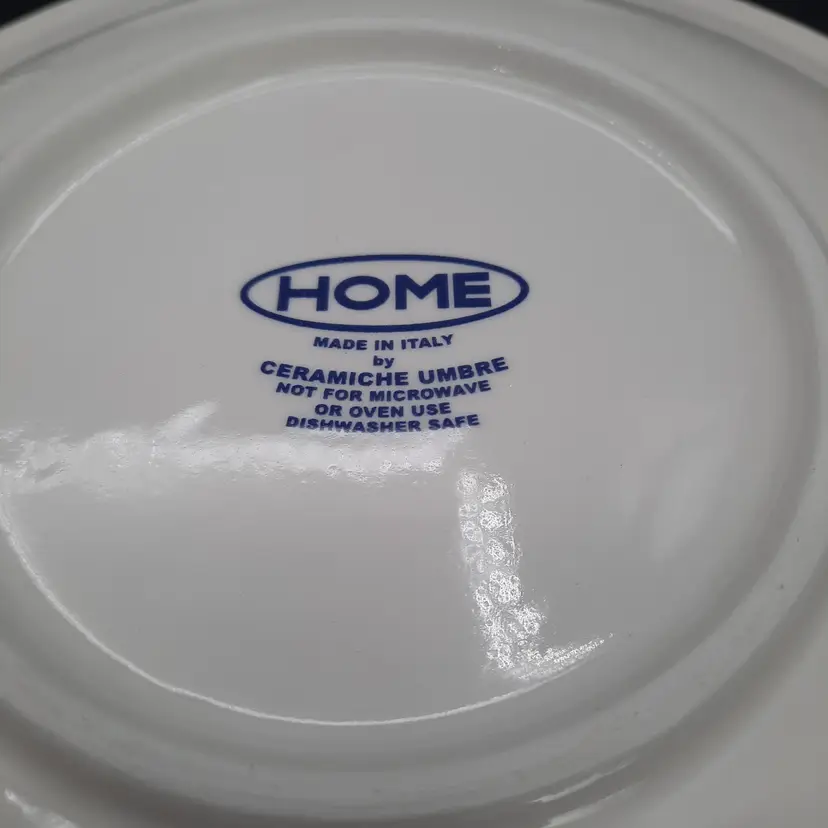 HOME
MADE IN ITALY
by
CERAMICHE UMBRE
NOT FOR MICROWAVE
OR OVEN USE
DISHWASHER SAFE